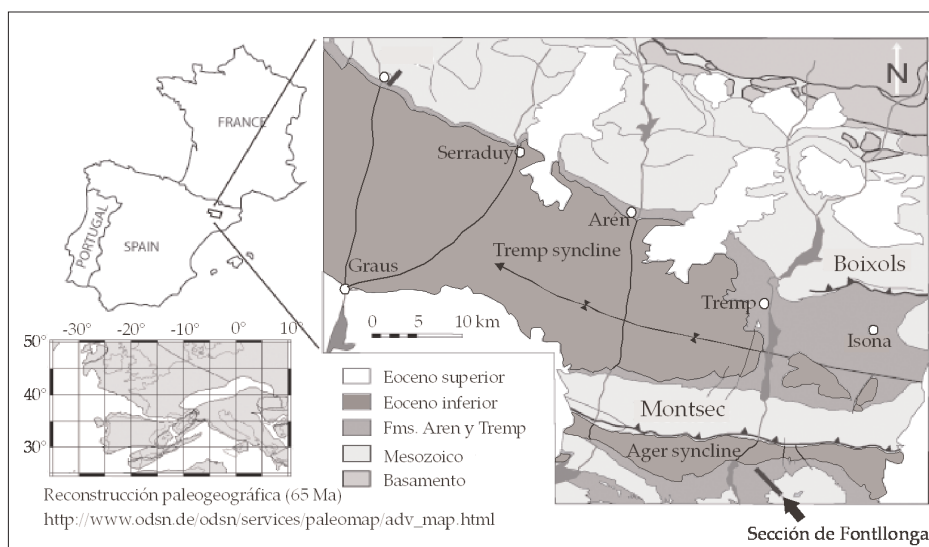 FRANCE
PORTUGAL
SPAIN
N
Serraduy
Arén
Tremp syncline
Graus
Boixols
Tremp
Isona
0 5 10 km
Montsec
Ager syncline
-30° -20° -10° 0° 10°
50°
40°
30°
Eoceno superior
Eoceno inferior
Fms. Aren y Tremp
Mesozoico
Basamento
Reconstrucción paleogeográfica (65 Ma)
http://www.odsn.de/odsn/services/paleomap/adv_map.html
Sección de Fontllonga